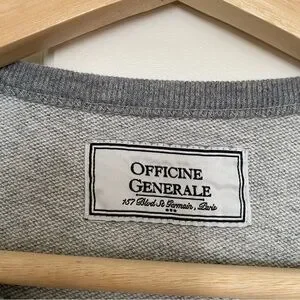 OFFICINE
GENERALE
157 Blvd St Germain, Paris